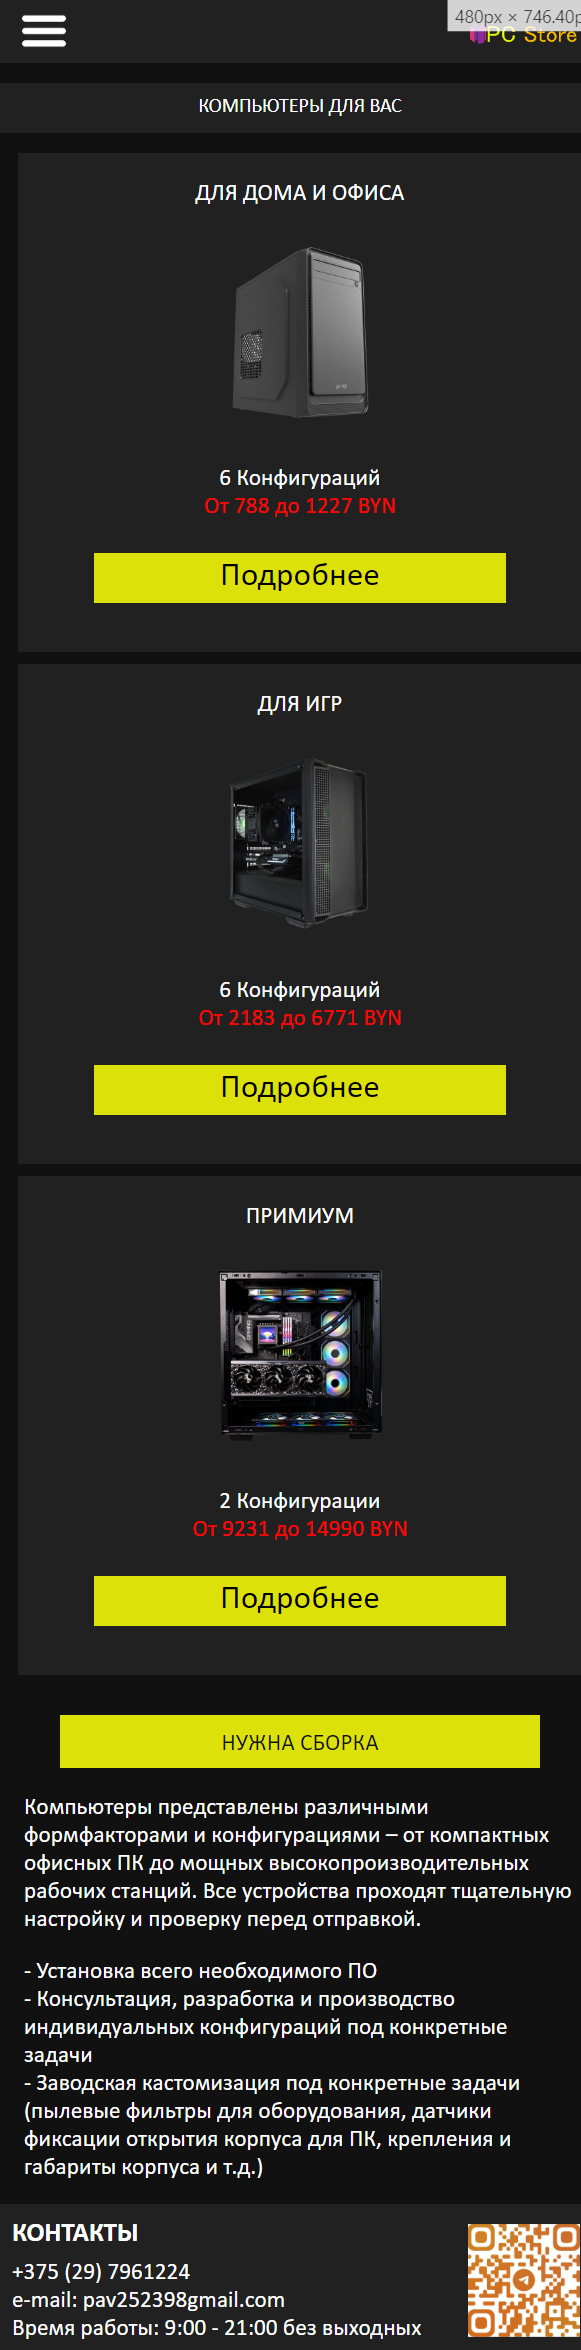 480px × 746.40p
PC Store
КОМПЬЮТЕРЫ ДЛЯ ВАС
ДЛЯ ДОМА И ОФИСА
6 Конфигураций
От 788 до 1227 BYN
Подробнее
ДЛЯ ИГР
6 Конфигураций
От 2183 до 6771 BYN
Подробнее
ПРИМИУМ
2 Конфигурации
От 9231 до 14990 BYN
Подробнее
НУЖНА СБОРКА
Компьютеры представлены различными
формфакторами и конфигурациями – от компактных
офисных ПК до мощных высокопроизводительных
рабочих станций. Все устройства проходят тщательную
настройку и проверку перед отправкой.
- Установка всего необходимого ПО
- Консультация, разработка и производство
индивидуальных конфигураций под конкретные
задачи
- Заводская кастомизация под конкретные задачи
(пылевые фильтры для оборудования, датчики
фиксации открытия корпуса для ПК, крепления и
габариты корпуса и т.д.)
КОНТАКТЫ
+375 (29) 7961224
e-mail: pav252398gmail.com
Время работы: 9:00 - 21:00 без выходных